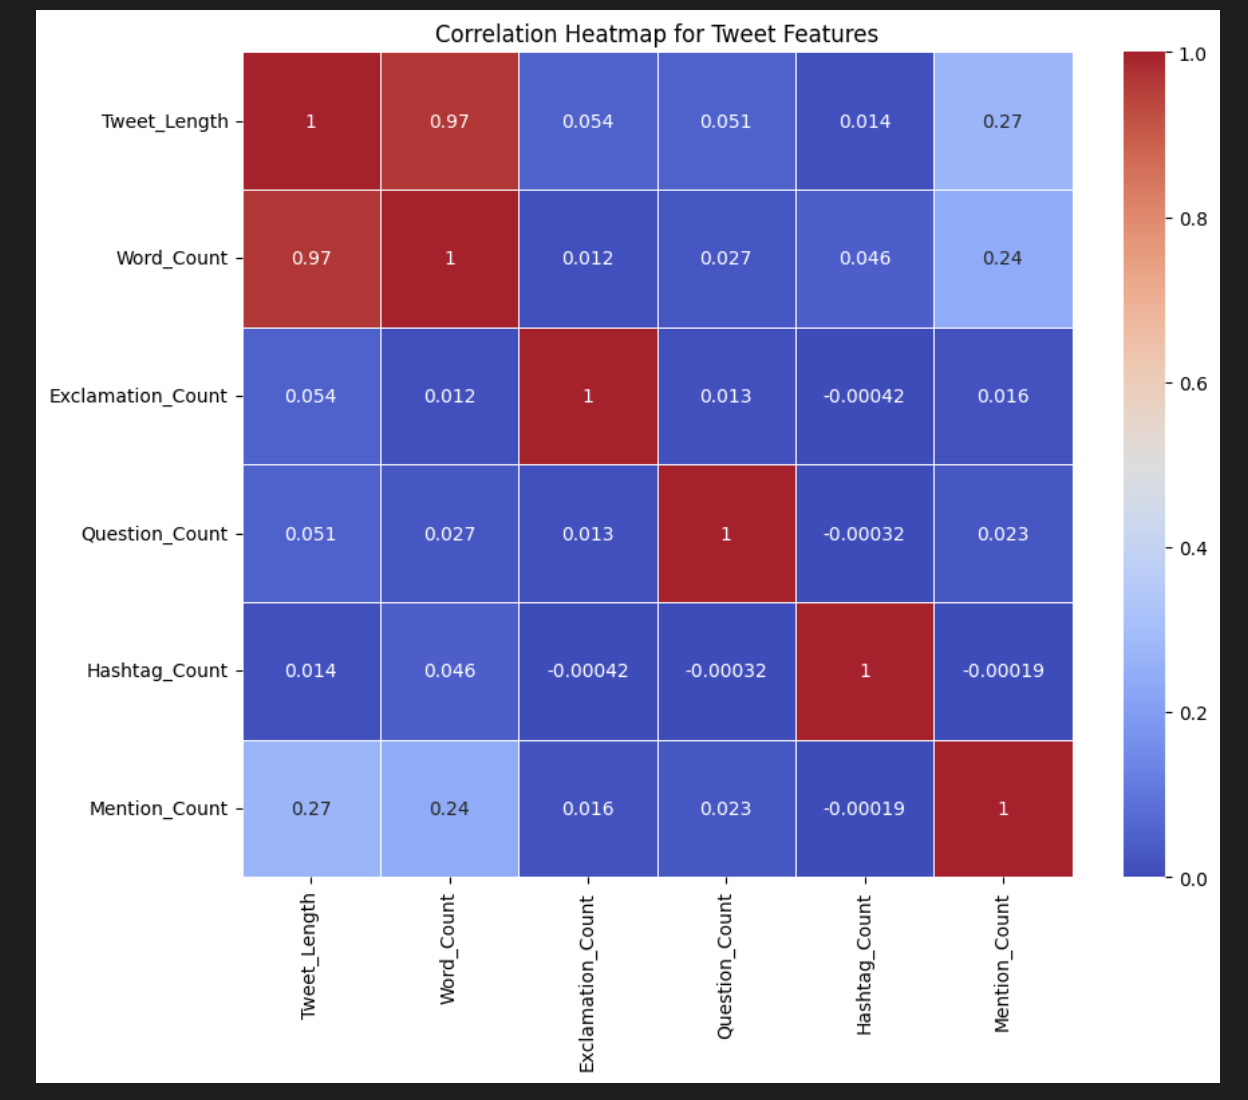 Correlation Heatmap for Tweet Features
Tweet_Length 1 0.97 0.054 0.051 0.014 0.27
Word_Count 0.97 1 0.012 0.027 0.046 0.24
Exclamation_Count 0.054 0.012 1 0.013 -0.00042 0.016
Question_Count 0.051 0.027 0.013 1 -0.00032 0.023
Hashtag_Count 0.014 0.046 -0.00042 -0.00032 1 -0.00019
Mention_Count 0.27 0.24 0.016 0.023 -0.00019 1
Tweet_Length
Word_Count
Exclamation_Count
Question_Count
Hashtag_Count
Mention_Count
1.0
0.8
0.6
0.4
0.2
0.0